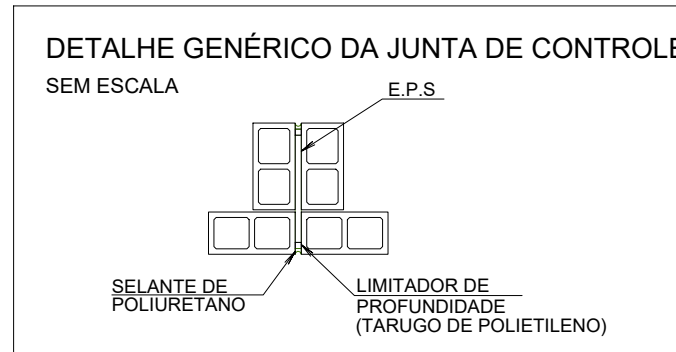 DETALHE GENÉRICO DA JUNTA DE CONTROLE
SEM ESCALA
E.P.S
SELANTE DE
POLIURETANO
LIMITADOR DE
PROFUNDIDADE
(TARUGO DE POLIETILENO)